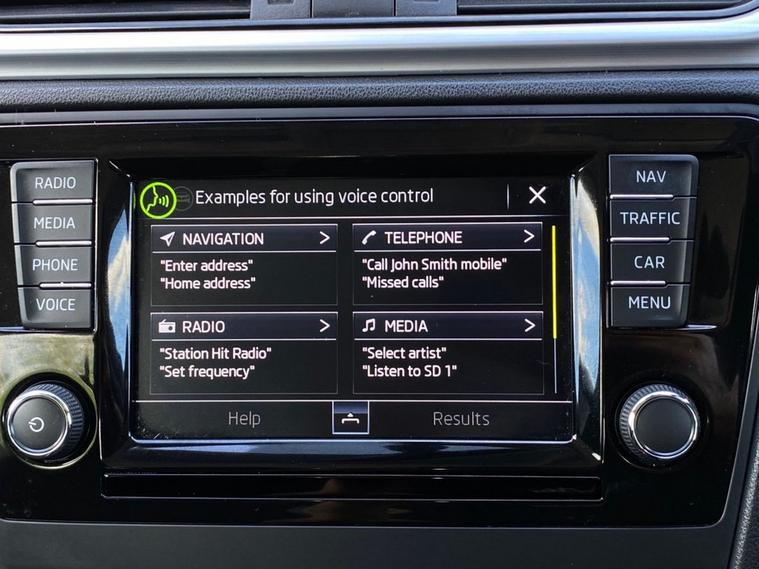 RADIO
MEDIA
PHONE
VOICE
Examples for using voice control
NAVIGATION
"Enter address"
"Home address"
TELEPHONE
"Call John Smith mobile"
"Missed calls"
RADIO
"Station Hit Radio"
"Set frequency"
MEDIA
"Select artist"
"Listen to SD 1"
Help
Results
NAV
TRAFFIC
CAR
MENU